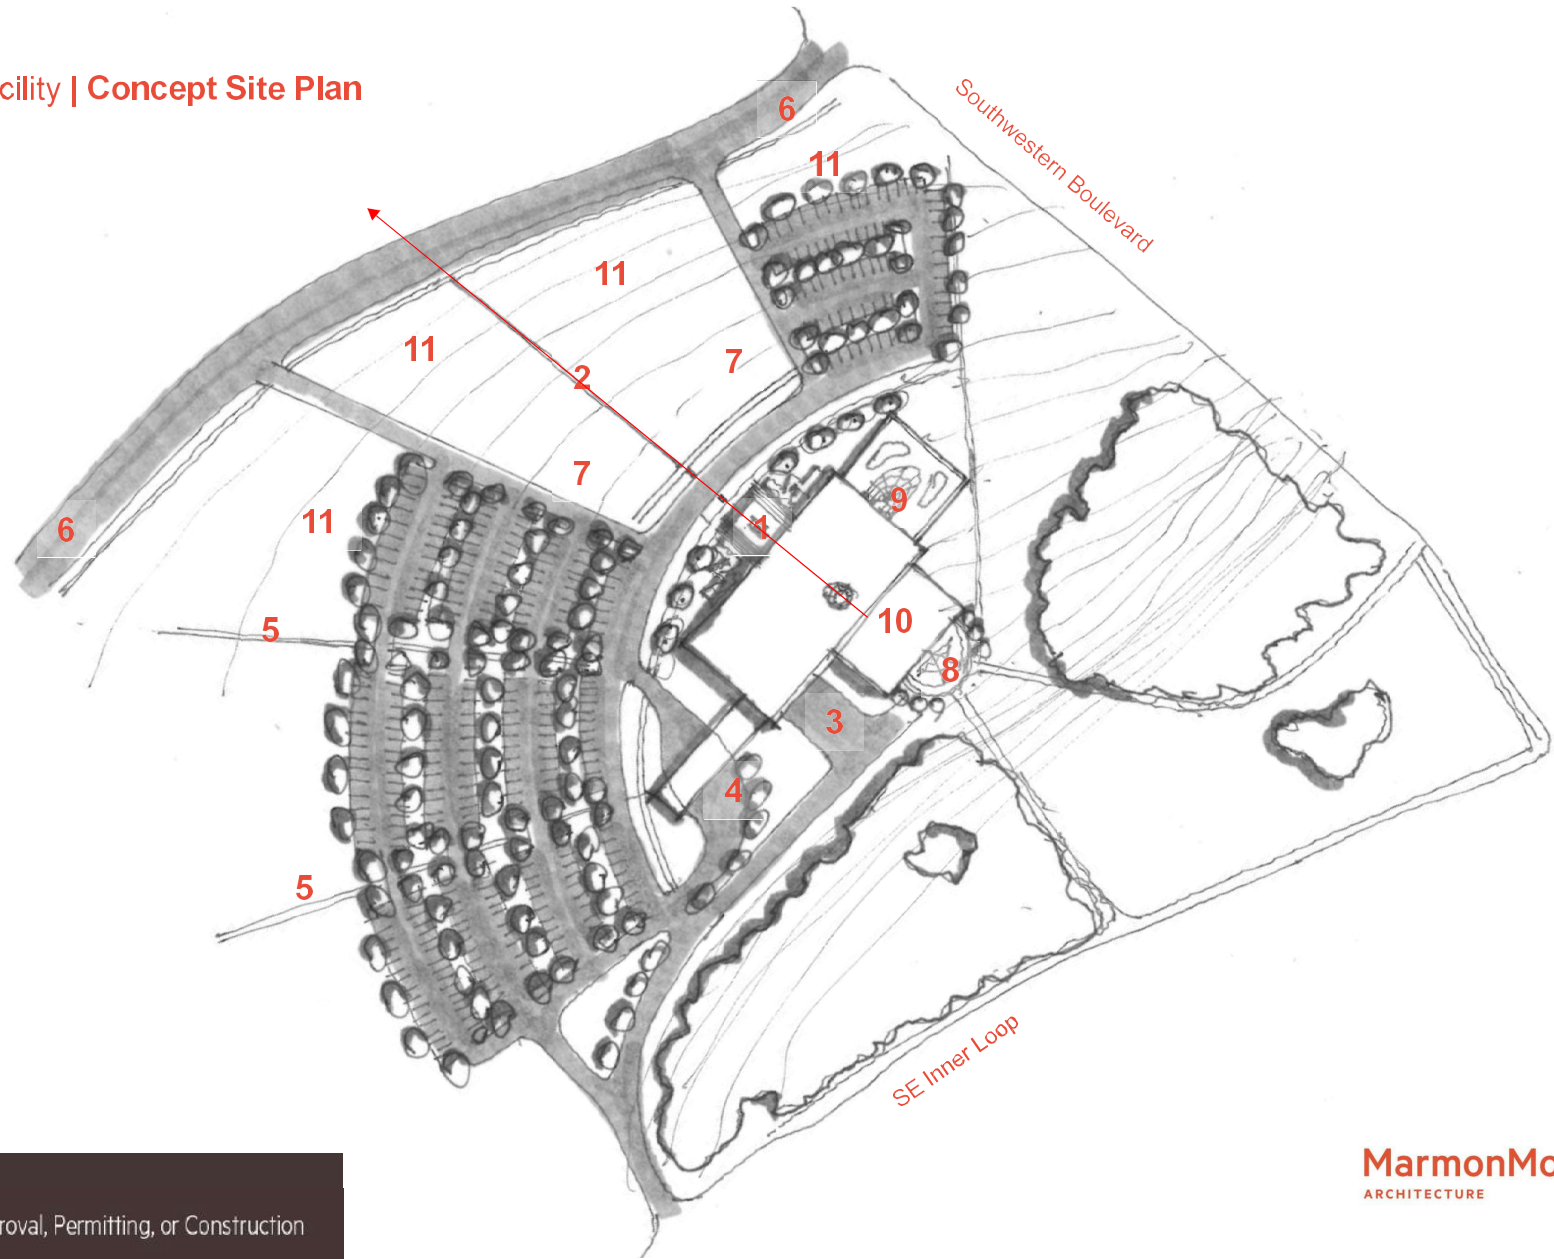 cility | Concept Site Plan
6
Southwestern Boulevard
11
11
11
7
2
7
9
6
11
1
5
10
8
3
4
5
SE Inner Loop
MarmonMo
ARCHITECTURE
roval, Permitting, or Construction